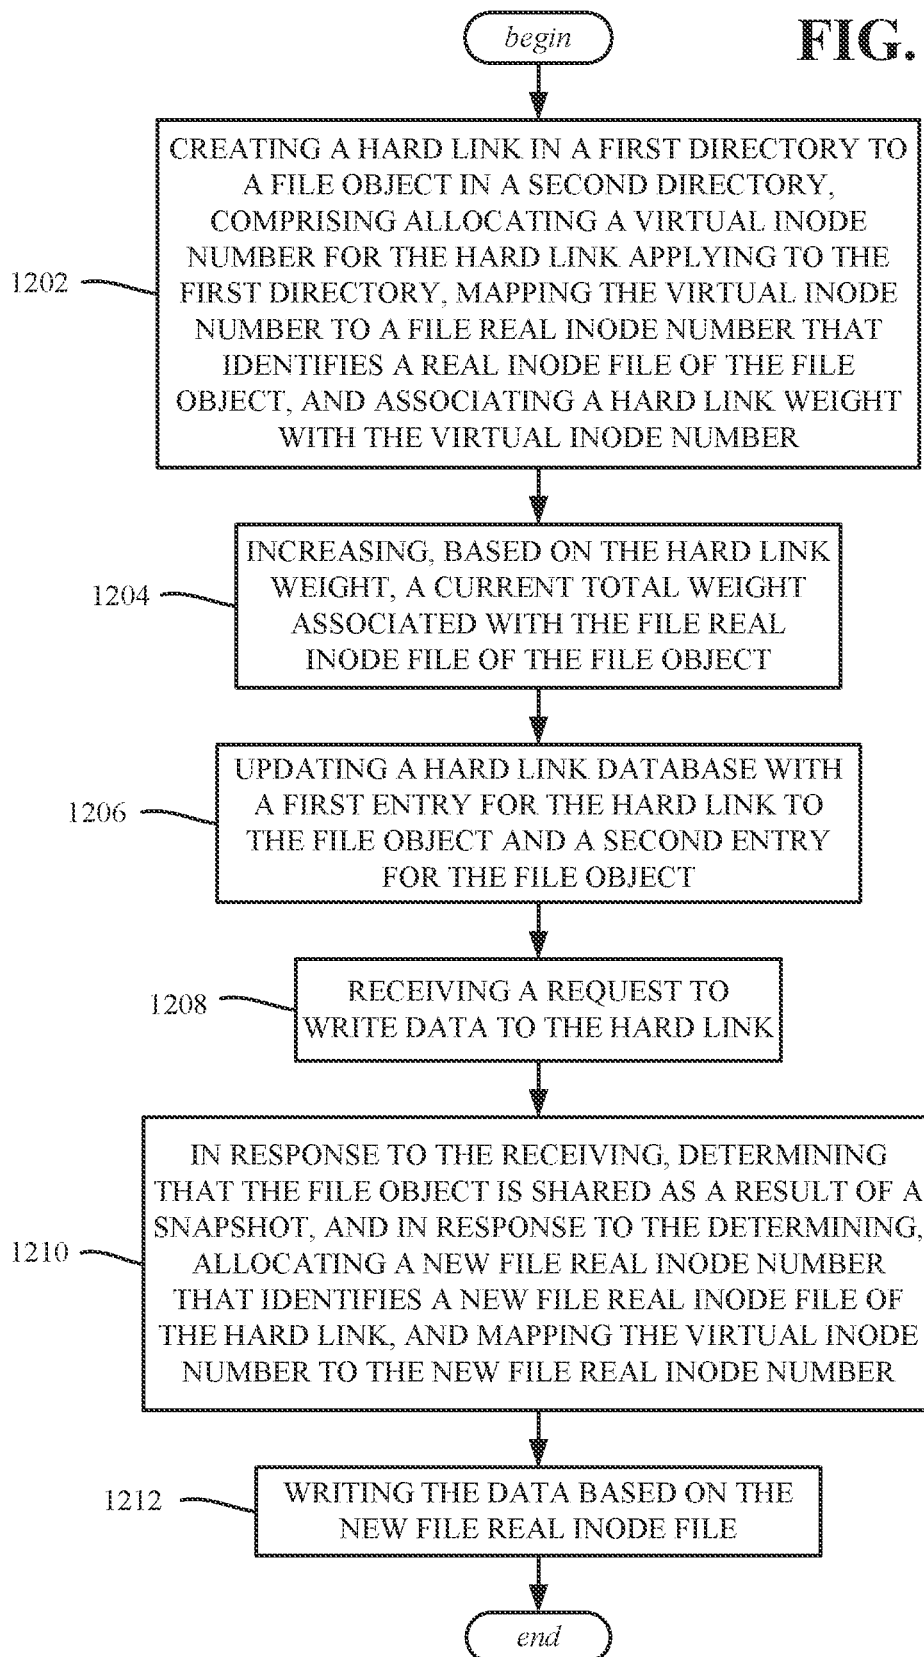 begin
FIG.
CREATING A HARD LINK IN A FIRST DIRECTORY TO
A FILE OBJECT IN A SECOND DIRECTORY,
COMPRISING ALLOCATING A VIRTUAL INODE
NUMBER FOR THE HARD LINK APPLYING TO THE
1202
FIRST DIRECTORY, MAPPING THE VIRTUAL INODE
NUMBER TO A FILE REAL INODE NUMBER THAT
IDENTIFIES A REAL INODE FILE OF THE FILE
OBJECT, AND ASSOCIATING A HARD LINK WEIGHT
WITH THE VIRTUAL INODE NUMBER
INCREASING, BASED ON THE HARD LINK
1204
WEIGHT, A CURRENT TOTAL WEIGHT
ASSOCIATED WITH THE FILE REAL
INODE FILE OF THE FILE OBJECT
UPDATING A HARD LINK DATABASE WITH
1206
A FIRST ENTRY FOR THE HARD LINK TO
THE FILE OBJECT AND A SECOND ENTRY
FOR THE FILE OBJECT
1208
RECEIVING A REQUEST TO
WRITE DATA TO THE HARD LINK
IN RESPONSE TO THE RECEIVING, DETERMINING
THAT THE FILE OBJECT IS SHARED AS A RESULT OF A
SNAPSHOT, AND IN RESPONSE TO THE DETERMINING,
1210
ALLOCATING A NEW FILE REAL INODE NUMBER
THAT IDENTIFIES A NEW FILE REAL INODE FILE OF
THE HARD LINK, AND MAPPING THE VIRTUAL INODE
NUMBER TO THE NEW FILE REAL INODE NUMBER
1212
WRITING THE DATA BASED ON THE
NEW FILE REAL INODE FILE
end